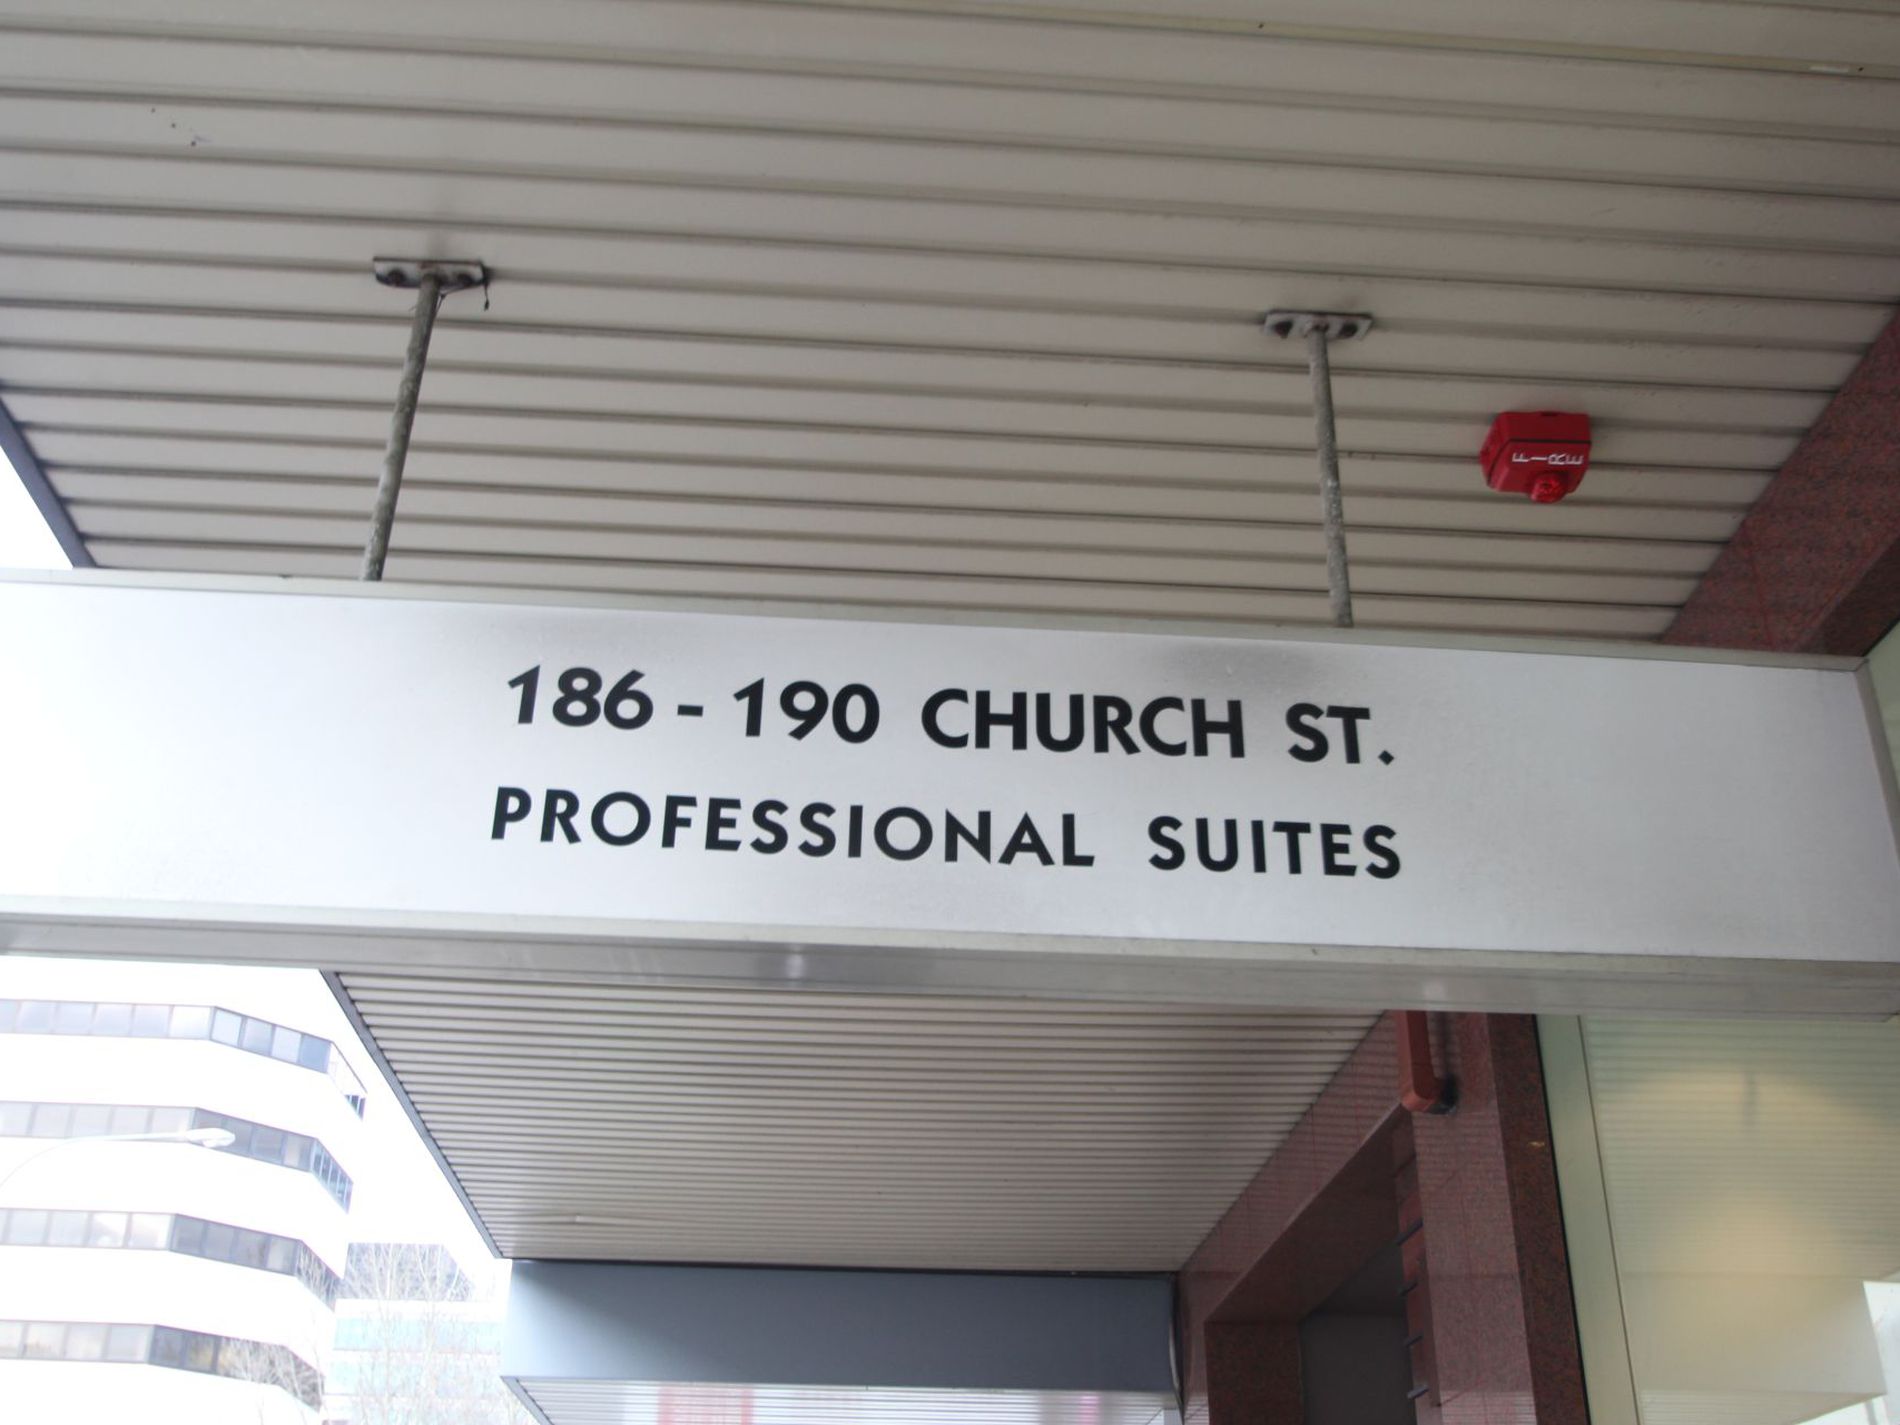 FIRE
186 - 190 CHURCH ST.
PROFESSIONAL SUITES